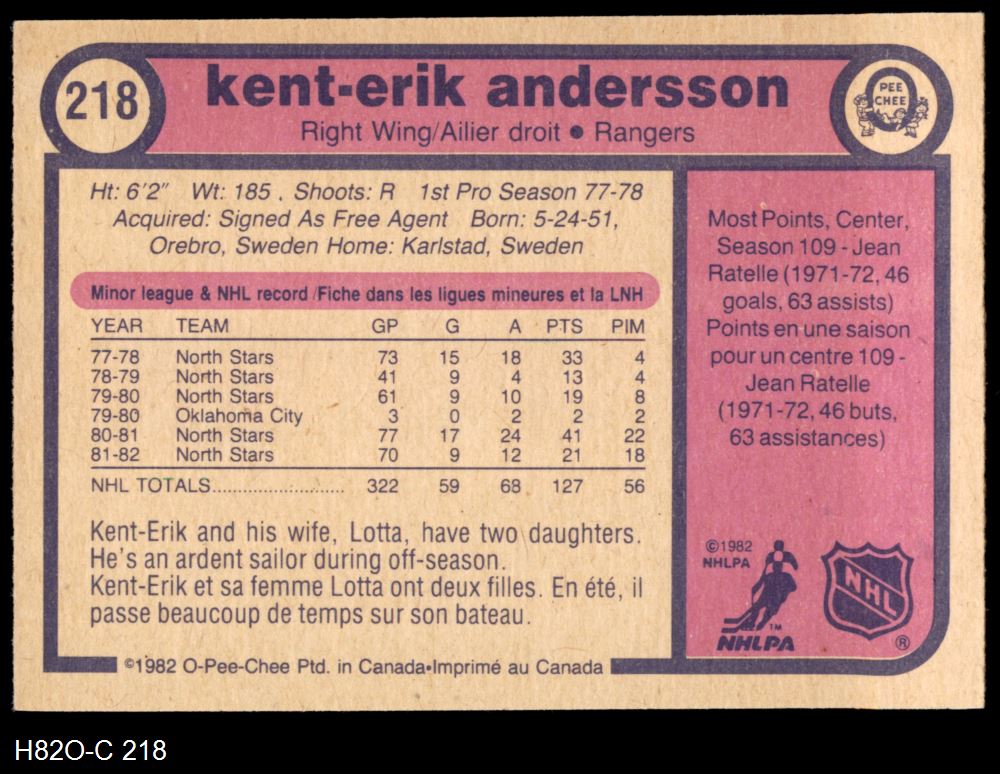 218
kent-erik andersson
Right Wing/Ailier droit ● Rangers
PEE
CHEE
Ht: 6'2" Wt: 185 . Shoots: R 1st Pro Season 77-78
Acquired: Signed As Free Agent Born: 5-24-51,
Orebro, Sweden Home: Karlstad, Sweden
Minor league & NHL record /Fiche dans les ligues mineures et la LNH
YEAR TEAM GP G A PTS PIM
77-78 North Stars 73 15 18 33 4
78-79 North Stars 41 9 4 13 4
79-80 North Stars 61 9 10 19 8
79-80 Oklahoma City 3 0 2 2 2
80-81 North Stars 77 17 24 41 22
81-82 North Stars 70 9 12 21 18
NHL TOTALS........................ 322 59 68 127 56
Kent-Erik and his wife, Lotta, have two daughters.
He's an ardent sailor during off-season.
Kent-Erik et sa femme Lotta ont deux filles. En été, il
passe beaucoup de temps sur son bateau.
Most Points, Center,
Season 109 - Jean
Ratelle (1971-72, 46
goals, 63 assists)
Points en une saison
pour un centre 109 -
Jean Ratelle
(1971-72, 46 buts,
63 assistances)
©1982
NHLPA
TM
NHLPA
NHL
®
©1982 O-Pee-Chee Ptd. in Canada•Imprimé au Canada
H82O-C 218